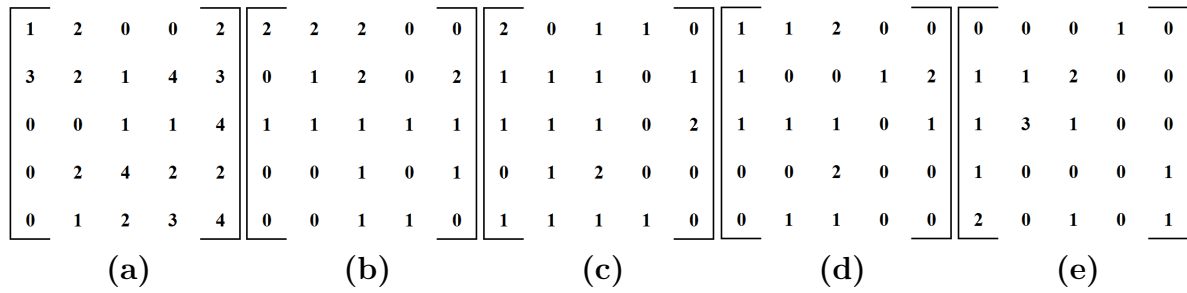 1 2 0 0 2 2 2 2 0 0 2 0 1 1 0 1 1 2 0 0 0 0 0 1 0
3 2 1 4 3 0 1 2 0 2 1 1 1 0 1 1 0 0 1 2 1 1 2 0 0
0 0 1 1 4 1 1 1 1 1 1 1 1 0 2 1 1 1 0 1 1 3 1 0 0
0 2 4 2 2 0 0 1 0 1 0 1 2 0 0 0 0 2 0 0 1 0 0 0 1
0 1 2 3 4 0 0 1 1 0 1 1 1 1 0 0 1 1 0 0 2 0 1 0 1
(a) (b) (c) (d) (e)